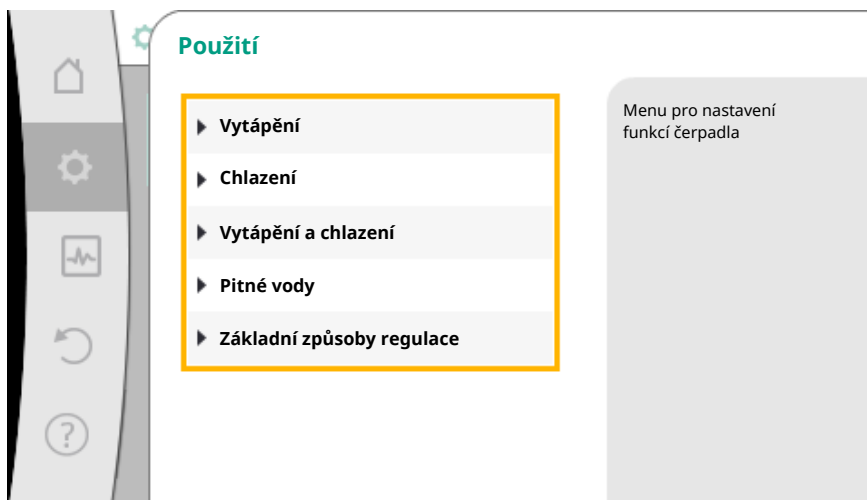 Použití
Vytápění
Chlazení
Vytápění a chlazení
Pitné vody
Základní způsoby regulace
Menu pro nastavení
funkcí čerpadla
?